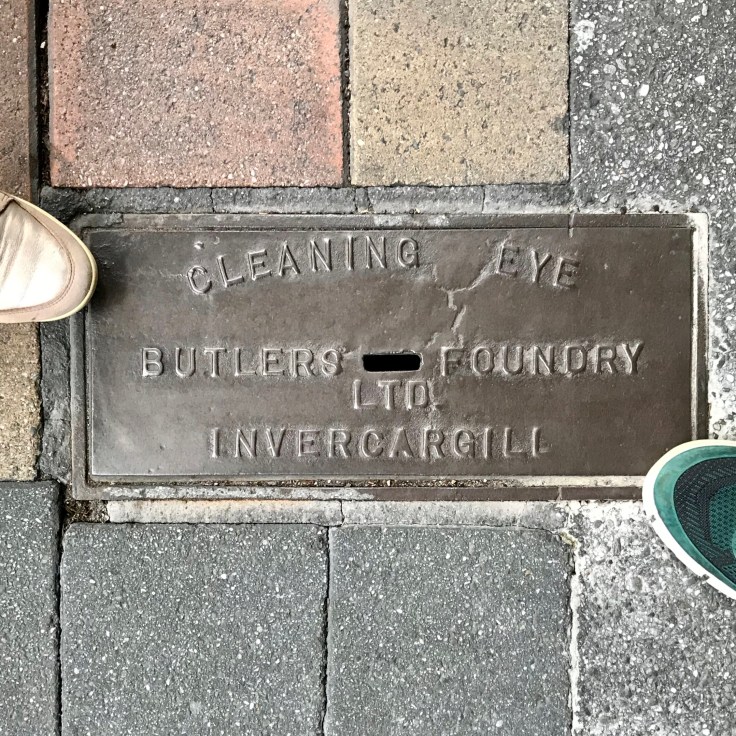 CLEANING EYE
BUTLERS FOUNDRY
LTD.
INVERCARGILL